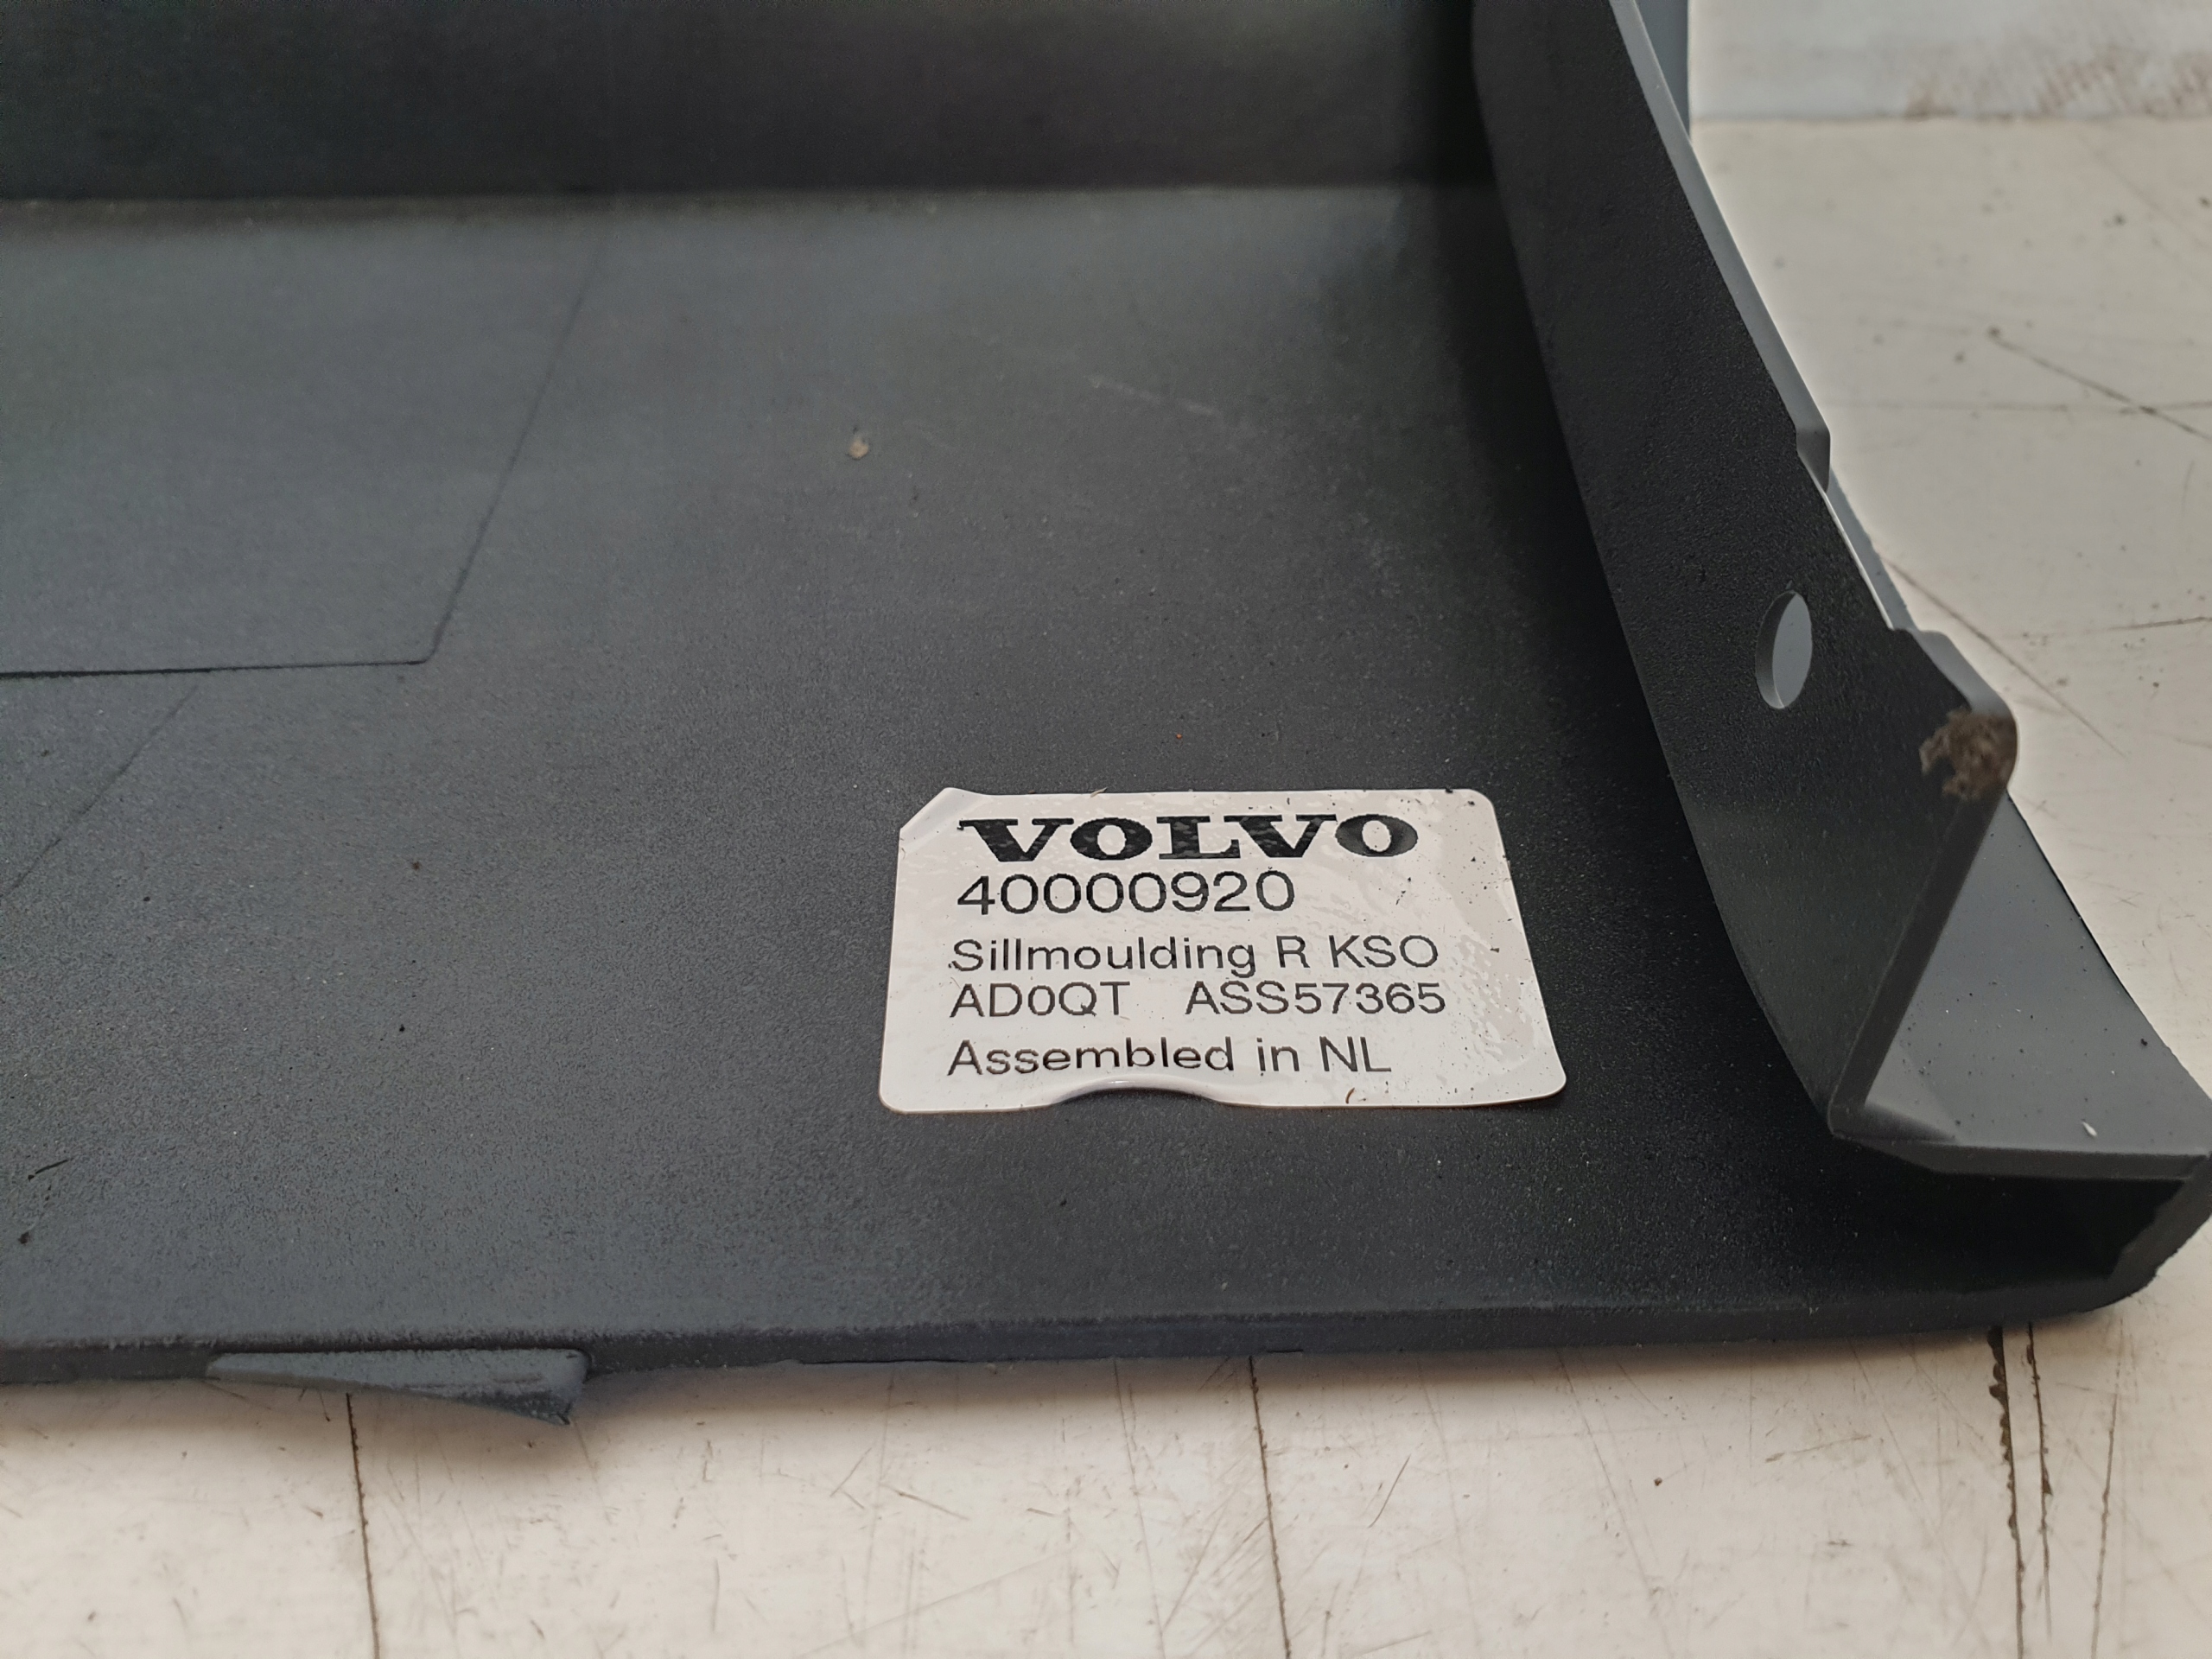 VOLVO
40000920
Sillmoulding R KSO
AD0QT ASS57365
Assembled in NL